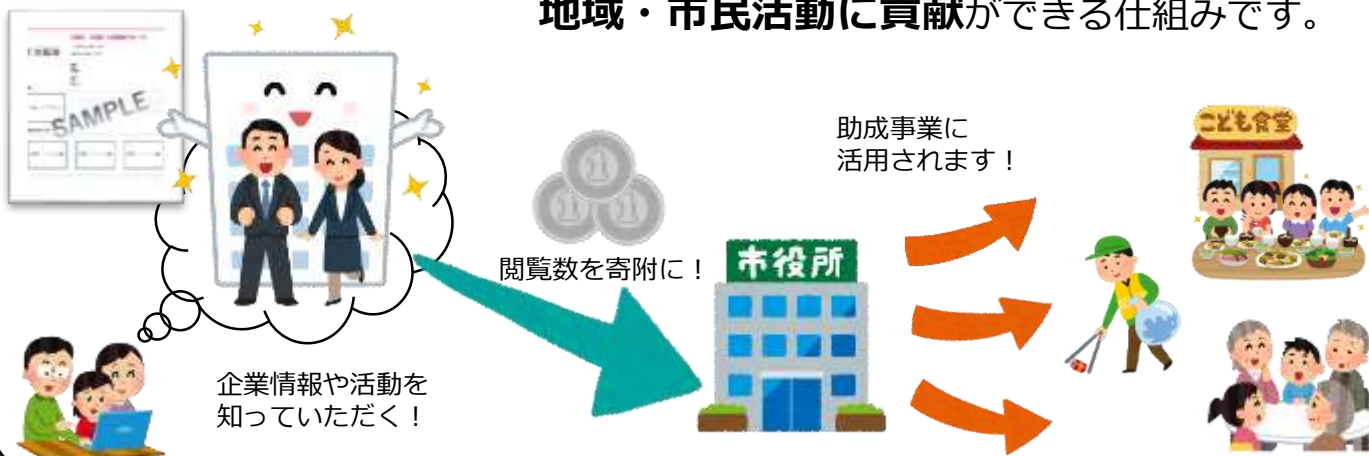 地域・市民活動に貢献ができる仕組みです。
SAMPLE
助成事業に
活用されます！
こども食堂
閲覧数を寄附に！
市役所
企業情報や活動を
知っていただく！